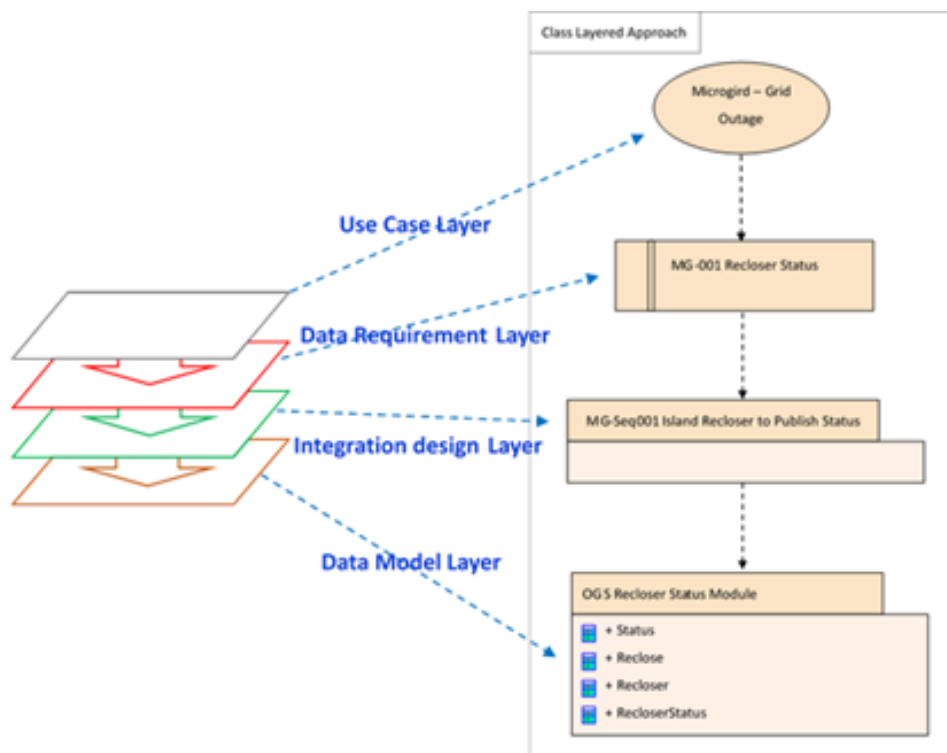 Class Layered Approach
Microgird – Grid
Outage
Use Case Layer
MG-001 Recloser Status
Data Requirement Layer
MG-Seq001 Island Recloser to Publish Status
Integration design Layer
Data Model Layer
OGS Recloser Status Module
+ Status
+ Reclose
+ Recloser
+ RecloserStatus